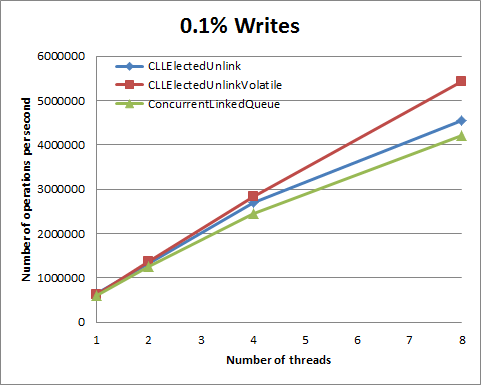 0.1% Writes
6000000
5000000
4000000
3000000
2000000
1000000
0
Number of operations per second
CLLElectedUnlink
CLLElectedUnlinkVolatile
ConcurrentLinkedQueue
1 2 3 4 5 6 7 8
Number of threads